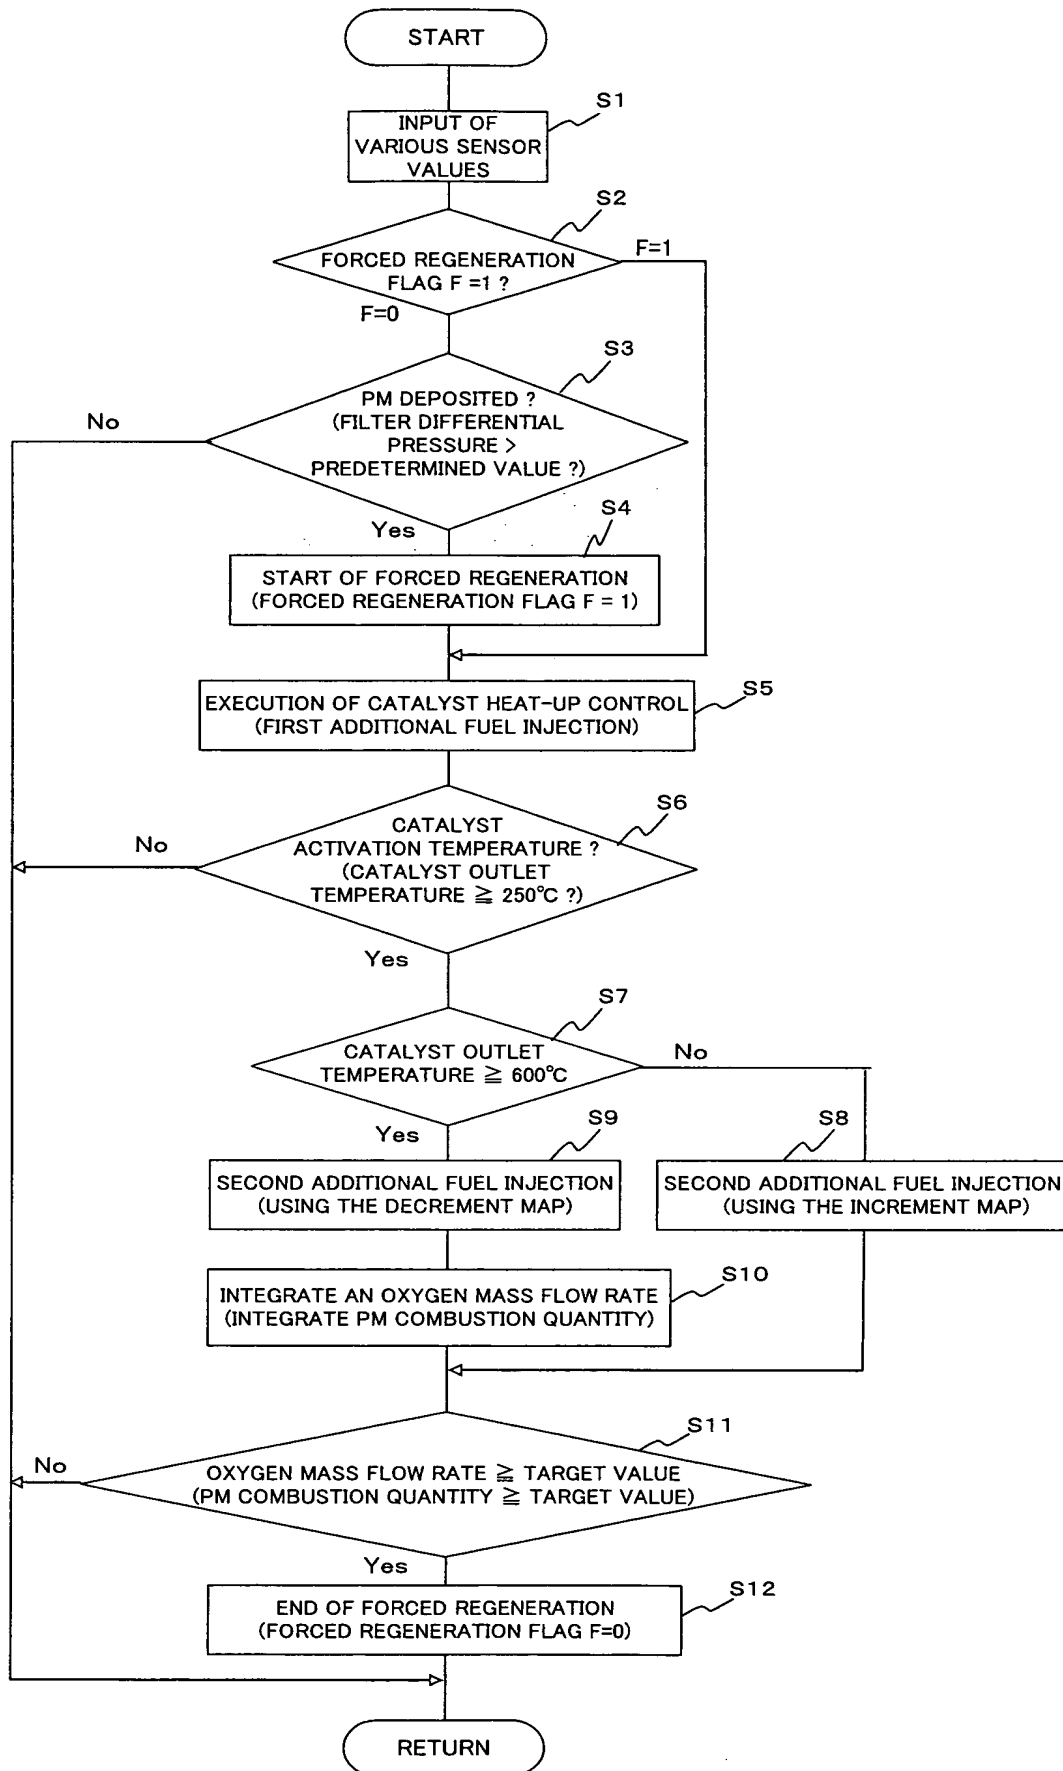 START
S1
INPUT OF
VARIOUS SENSOR
VALUES
S2
FORCED REGENERATION
FLAG F =1 ?
F=1
F=0
S3
PM DEPOSITED ?
(FILTER DIFFERENTIAL
PRESSURE >
PREDETERMINED VALUE ?)
No
Yes
S4
START OF FORCED REGENERATION
(FORCED REGENERATION FLAG F = 1)
S5
EXECUTION OF CATALYST HEAT-UP CONTROL
(FIRST ADDITIONAL FUEL INJECTION)
S6
CATALYST
ACTIVATION TEMPERATURE ?
(CATALYST OUTLET
TEMPERATURE ≧ 250°C ?)
No
Yes
S7
CATALYST OUTLET
TEMPERATURE ≧ 600°C
No
Yes
S9
SECOND ADDITIONAL FUEL INJECTION
(USING THE DECREMENT MAP)
S8
SECOND ADDITIONAL FUEL INJECTION
(USING THE INCREMENT MAP)
S10
INTEGRATE AN OXYGEN MASS FLOW RATE
(INTEGRATE PM COMBUSTION QUANTITY)
S11
OXYGEN MASS FLOW RATE ≧ TARGET VALUE
(PM COMBUSTION QUANTITY ≧ TARGET VALUE)
No
Yes
S12
END OF FORCED REGENERATION
(FORCED REGENERATION FLAG F=0)
RETURN